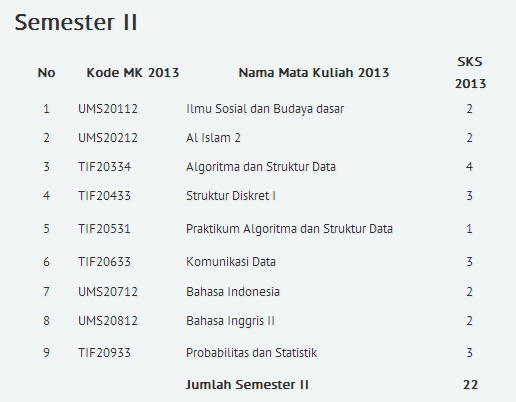 Semester II
No Kode MK 2013 Nama Mata Kuliah 2013 SKS 2013
1 UMS20112 Ilmu Sosial dan Budaya dasar 2
2 UMS20212 Al Islam 2 2
3 TIF20334 Algoritma dan Struktur Data 4
4 TIF20433 Struktur Diskret I 3
5 TIF20531 Praktikum Algoritma dan Struktur Data 1
6 TIF20633 Komunikasi Data 3
7 UMS20712 Bahasa Indonesia 2
8 UMS20812 Bahasa Inggris II 2
9 TIF20933 Probabilitas dan Statistik 3
Jumlah Semester II 22